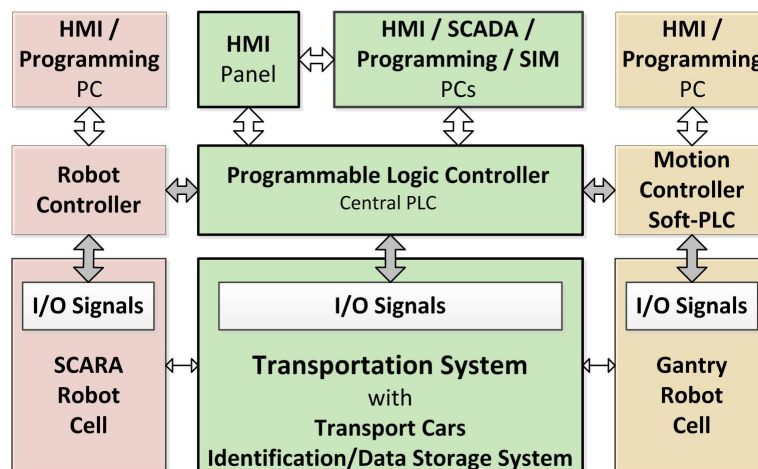 HMI /
Programming
PC
HMI
Panel
HMI / SCADA /
Programming / SIM
PCs
HMI /
Programming
PC
Robot
Controller
Programmable Logic Controller
Central PLC
Motion
Controller
Soft-PLC
I/O Signals
SCARA
Robot
Cell
I/O Signals
Transportation System
with
Transport Cars
Identification/Data Storage System
I/O Signals
Gantry
Robot
Cell